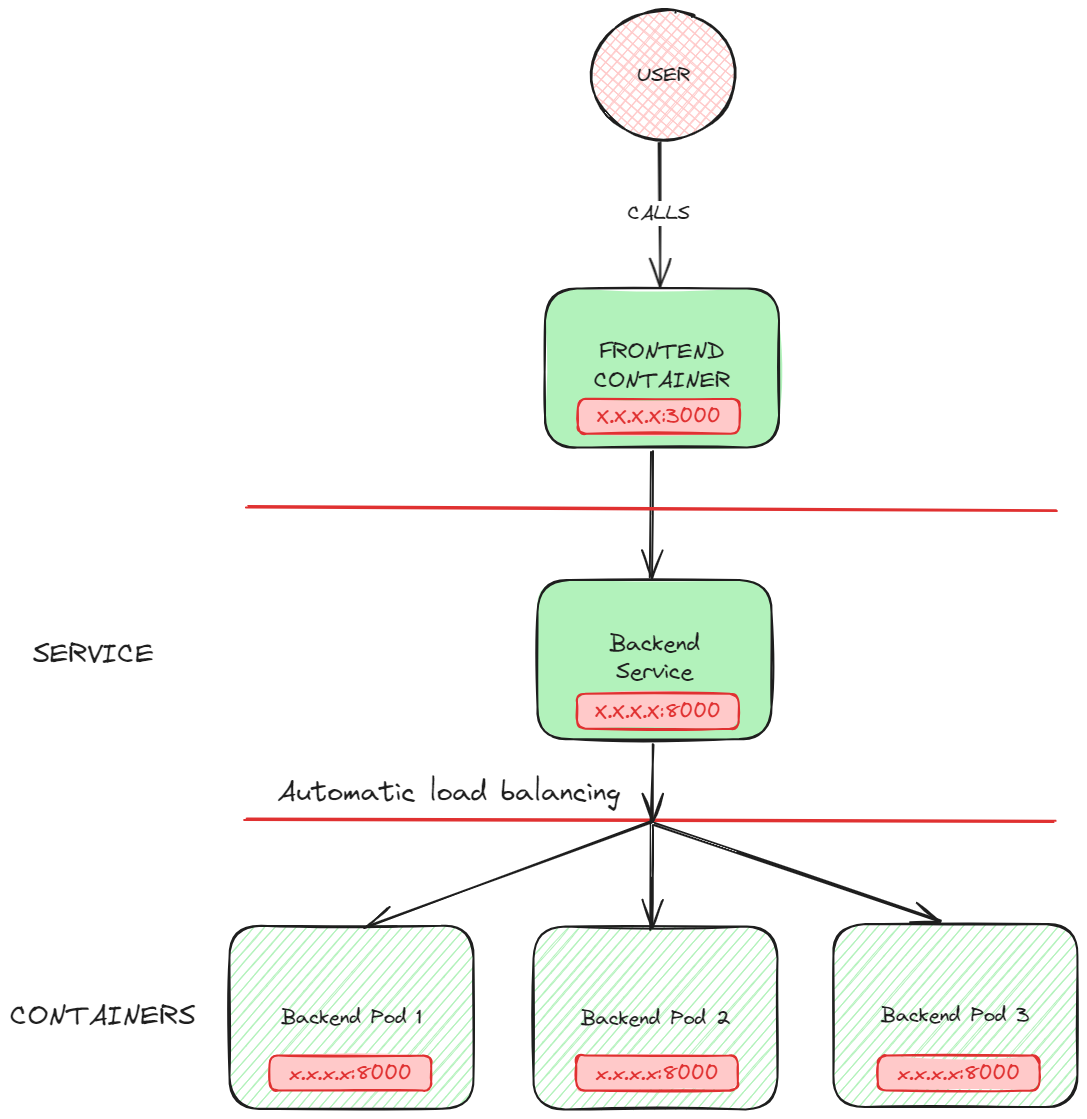 USER
CALLS
FRONTEND
CONTAINER
x.x.x.x:3000
SERVICE
Backend
Service
x.x.x.x:8000
Automatic load balancing
CONTAINERS
Backend Pod 1
x.x.x.x:8000
Backend Pod 2
x.x.x.x:8000
Backend Pod 3
x.x.x.x:8000